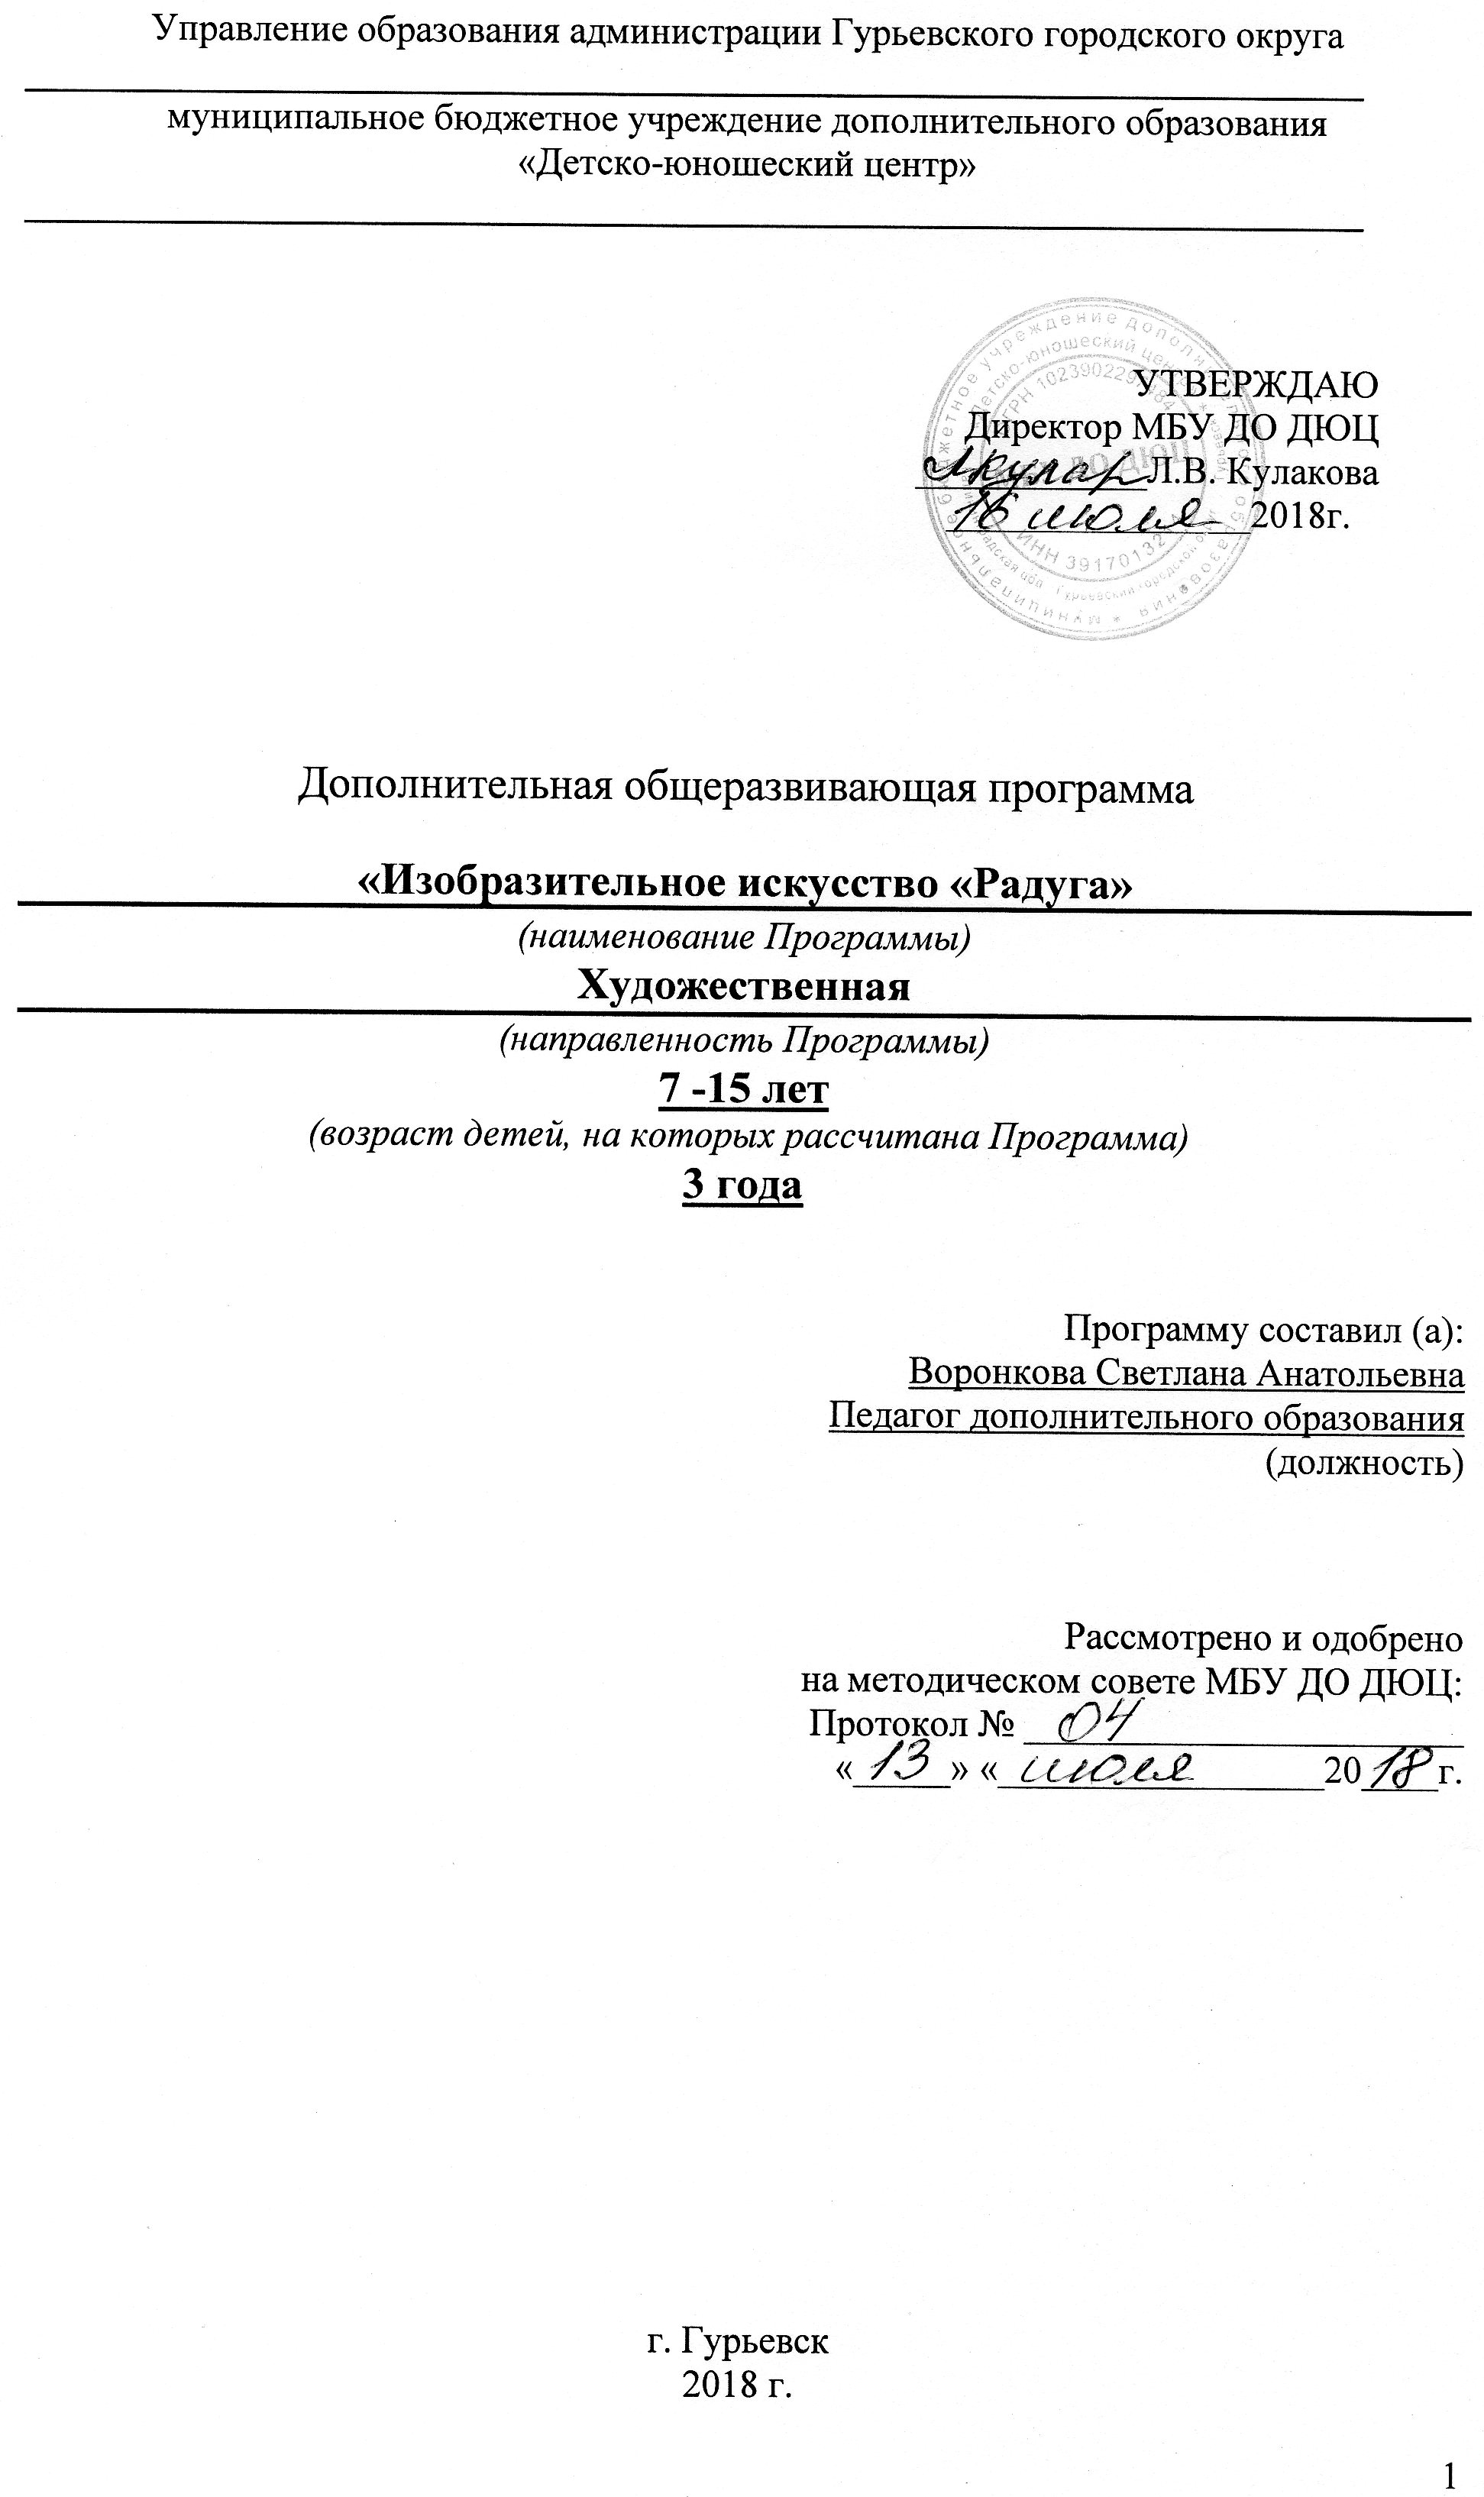 Управление образования администрации Гурьевского городского округа
муниципальное бюджетное учреждение дополнительного образования
«Детско-юношеский центр»
УТВЕРЖДАЮ
Директор МБУ ДО ДЮЦ
Л.В. Кулакова
16 июля 2018г.
Дополнительная общеразвивающая программа
«Изобразительное искусство «Радуга»
(наименование Программы)
Художественная
(направленность Программы)
7 -15 лет
(возраст детей, на которых рассчитана Программа)
3 года
Программу составил (а):
Воронкова Светлана Анатольевна
Педагог дополнительного образования
(должность)
Рассмотрено и одобрено
на методическом совете МБУ ДО ДЮЦ:
Протокол № 04
«13» «июля 2018г.
г. Гурьевск
2018 г.
1